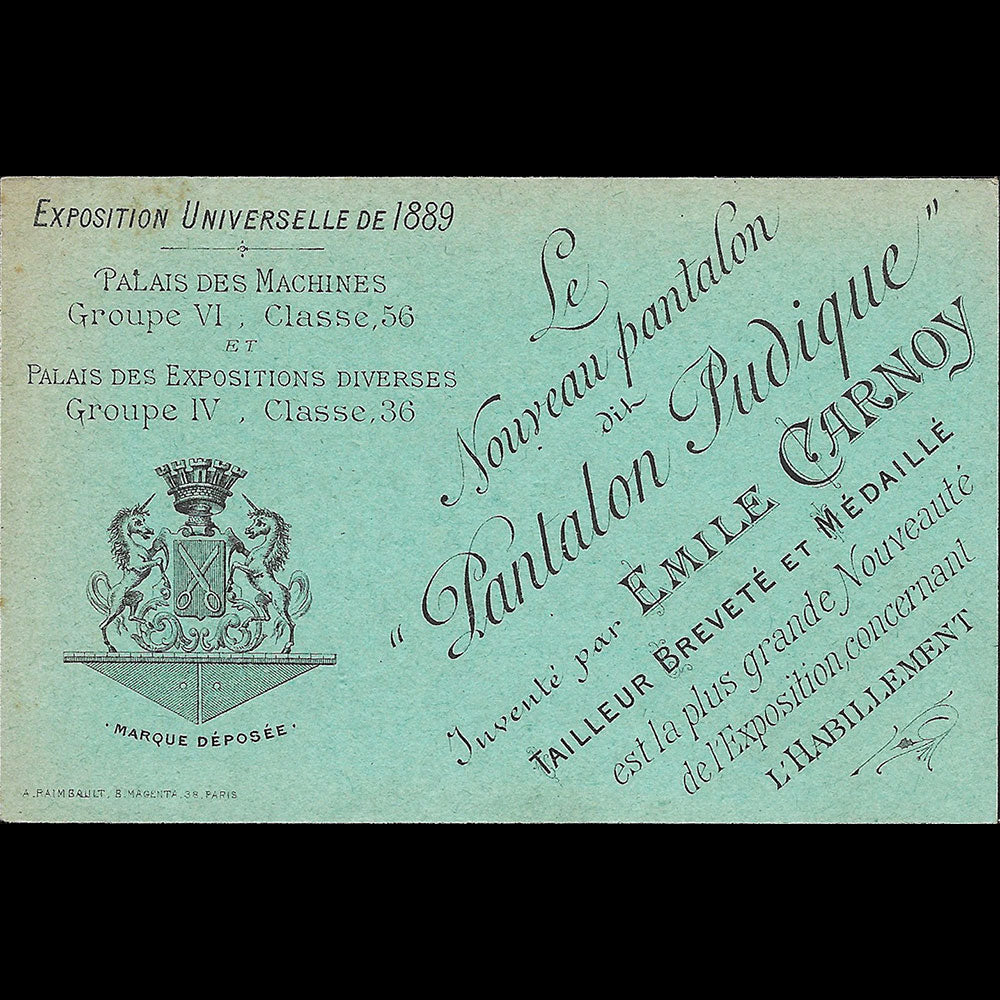 EXPOSITION UNIVERSELLE DE 1889
PALAIS DES MACHINES
Groupe VI, Classe, 56
ET
PALAIS DES EXPOSITIONS DIVERSES
Groupe IV, Classe, 36
· MARQUE DÉPOSÉE ·
A. RAIMBAULT, B. MAGENTA. 38. PARIS
Le
Nouveau pantalon
dit
" Pantalon Pudique "
Inventé par EMILE CARNOY
TAILLEUR BREVETÉ ET MÉDAILLÉ
est la plus grande Nouveauté
de l'Exposition, concernant
L'HABILLEMENT